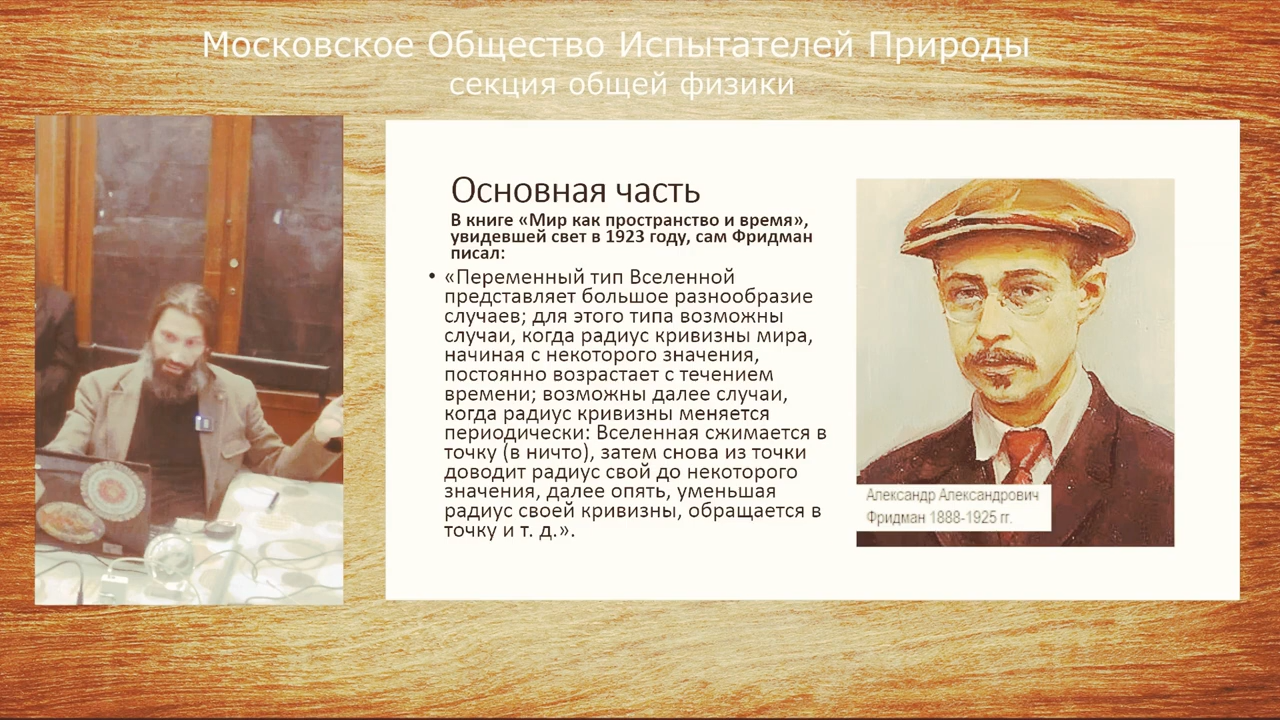 Московское Общество Испытателей Природы
секция общей физики
Основная часть
В книге «Мир как пространство и время»,
увидевшей свет в 1923 году, сам Фридман
писал:
• «Переменный тип Вселенной
представляет большое разнообразие
случаев; для этого типа возможны
случаи, когда радиус кривизны мира,
начиная с некоторого значения,
постоянно возрастает с течением
времени; возможны далее случаи,
когда радиус кривизны меняется
периодически: Вселенная сжимается в
точку (в ничто), затем снова из точки
доводит радиус свой до некоторого
значения, далее опять, уменьшая
радиус своей кривизны, обращается в
точку и т. д.».
Александр Александрович
Фридман 1888-1925 гг.